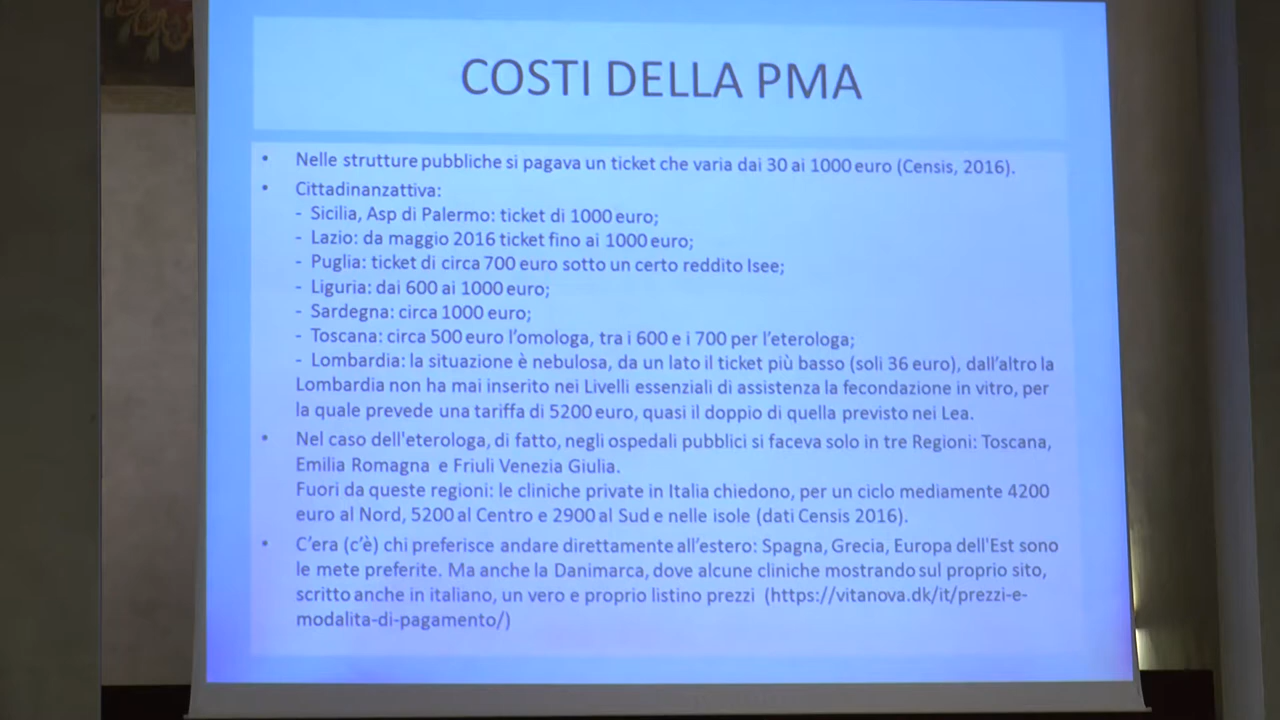 COSTI DELLA PMA
• Nelle strutture pubbliche si pagava un ticket che varia dai 30 ai 1000 euro (Censis, 2016).
• Cittadinanzattiva:
- Sicilia, Asp di Palermo: ticket di 1000 euro;
- Lazio: da maggio 2016 ticket fino ai 1000 euro;
- Puglia: ticket di circa 700 euro sotto un certo reddito Isee;
- Liguria: dai 600 ai 1000 euro;
- Sardegna: circa 1000 euro;
- Toscana: circa 500 euro l'omologa, tra i 600 e i 700 per l'eterologa;
- Lombardia: la situazione è nebulosa, da un lato il ticket più basso (soli 36 euro), dall'altro la
Lombardia non ha mai inserito nei Livelli essenziali di assistenza la fecondazione in vitro, per
la quale prevede una tariffa di 5200 euro, quasi il doppio di quella previsto nei Lea.
• Nel caso dell'eterologa, di fatto, negli ospedali pubblici si faceva solo in tre Regioni: Toscana,
Emilia Romagna e Friuli Venezia Giulia.
Fuori da queste regioni: le cliniche private in Italia chiedono, per un ciclo mediamente 4200
euro al Nord, 5200 al Centro e 2900 al Sud e nelle isole (dati Censis 2016).
• C'era (c'è) chi preferisce andare direttamente all'estero: Spagna, Grecia, Europa dell'Est sono
le mete preferite. Ma anche la Danimarca, dove alcune cliniche mostrando sul proprio sito,
scritto anche in italiano, un vero e proprio listino prezzi (https://vitanova.dk/it/prezzi-e-
modalita-di-pagamento/)